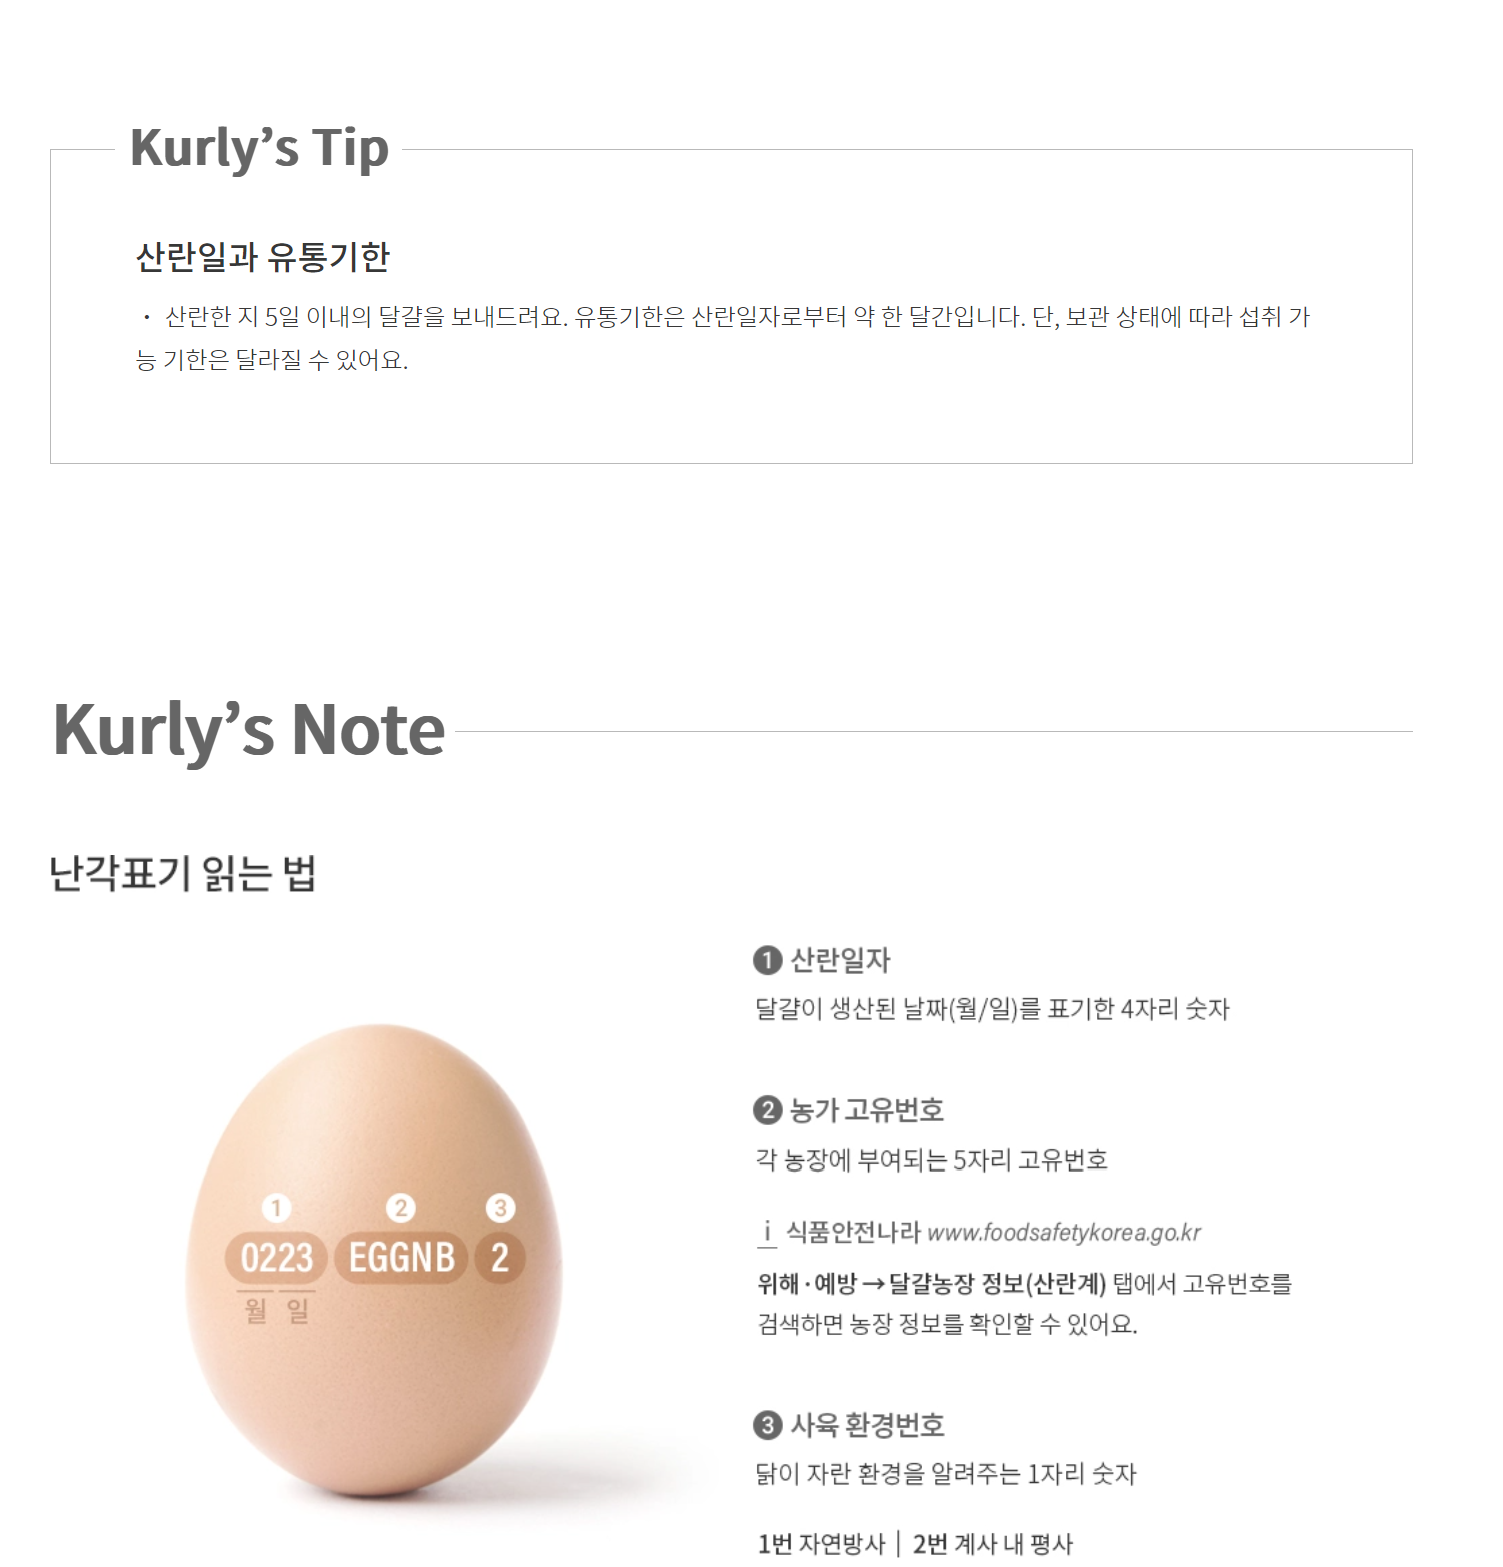 Kurly’s Tip
산란일과 유통기한
· 산란한 지 5일 이내의 달걀을 보내드려요. 유통기한은 산란일자로부터 약 한 달간입니다. 단, 보관 상태에 따라 섭취 가
능 기한은 달라질 수 있어요.
Kurly’s Note
난각표기 읽는 법
1 2 3
0223 EGGNB 2
월 일
1 산란일자
달걀이 생산된 날짜(월/일)를 표기한 4자리 숫자
2 농가 고유번호
각 농장에 부여되는 5자리 고유번호
i 식품안전나라 www.foodsafetykorea.go.kr
위해·예방→달걀농장 정보(산란계) 탭에서 고유번호를
검색하면 농장 정보를 확인할 수 있어요.
3 사육 환경번호
닭이 자란 환경을 알려주는 1자리 숫자
1번 자연방사 | 2번 계사 내 평사